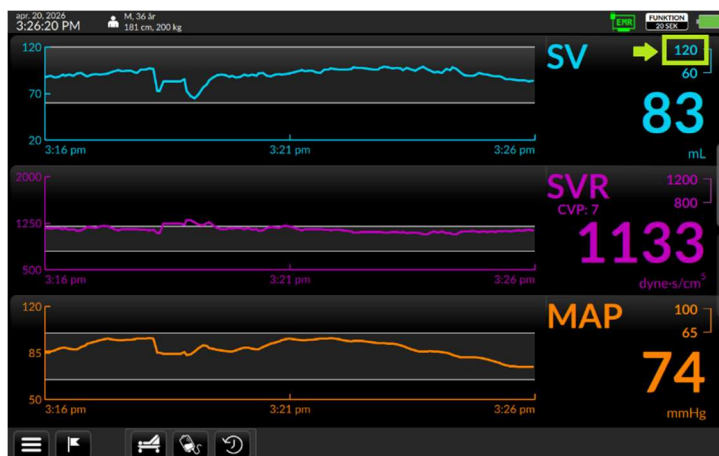 apr. 20, 2026
3:26:20 PM
M, 36 år
181 cm, 200 kg
EMR
FUNKTION
20 SEK
120
70
20
3:16 pm
3:21 pm
3:26 pm
SV
120
60
83
mL
2000
1250
500
3:16 pm
3:21 pm
3:26 pm
SVR
CVP: 7
1200
800
1133
dyne·s/cm5
120
85
50
3:16 pm
3:21 pm
3:26 pm
MAP
100
65
74
mmHg